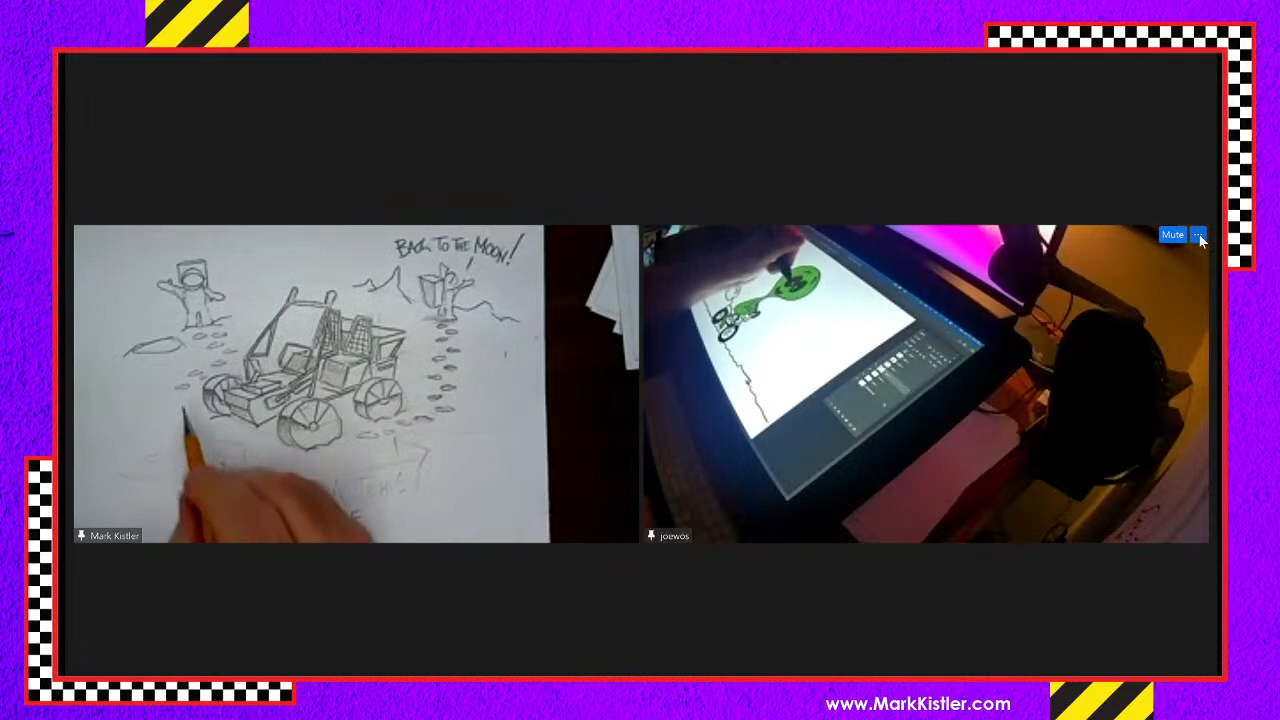 BACK TO THE MOON!
Mute
Mark Kistler
joewos
www.MarkKistler.com